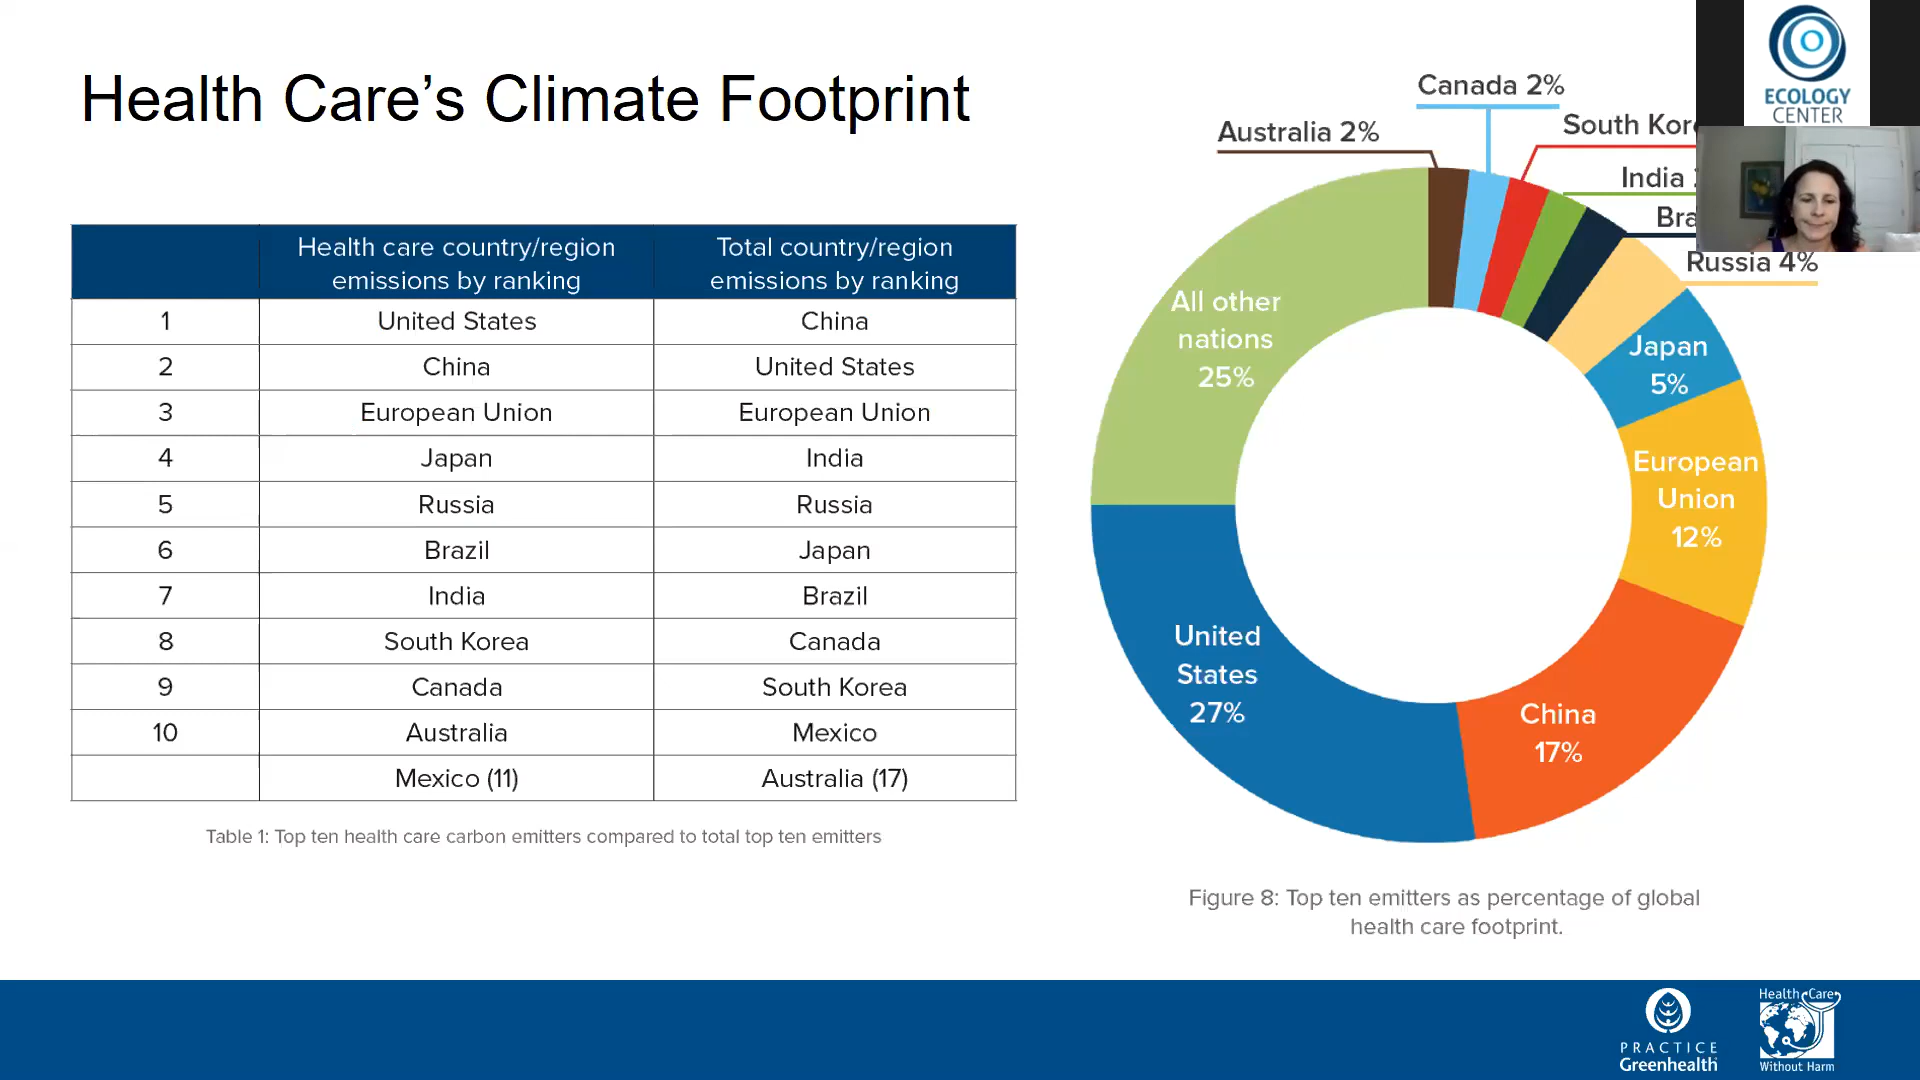 Health Care’s Climate Footprint
Health care country/region
emissions by ranking
Total country/region
emissions by ranking
1 United States China
2 China United States
3 European Union European Union
4 Japan India
5 Russia Russia
6 Brazil Japan
7 India Brazil
8 South Korea Canada
9 Canada South Korea
10 Australia Mexico
Mexico (11) Australia (17)
Table 1: Top ten health care carbon emitters compared to total top ten emitters
Canada 2%
Australia 2%
South
India
Russia 4%
Japan
5%
European
Union
12%
China
17%
United
States
27%
All other
nations
25%
Figure 8: Top ten emitters as percentage of global
health care footprint.
ECOLOGY
CENTER
PRACTICE
Greenhealth
Health Care
Without Harm